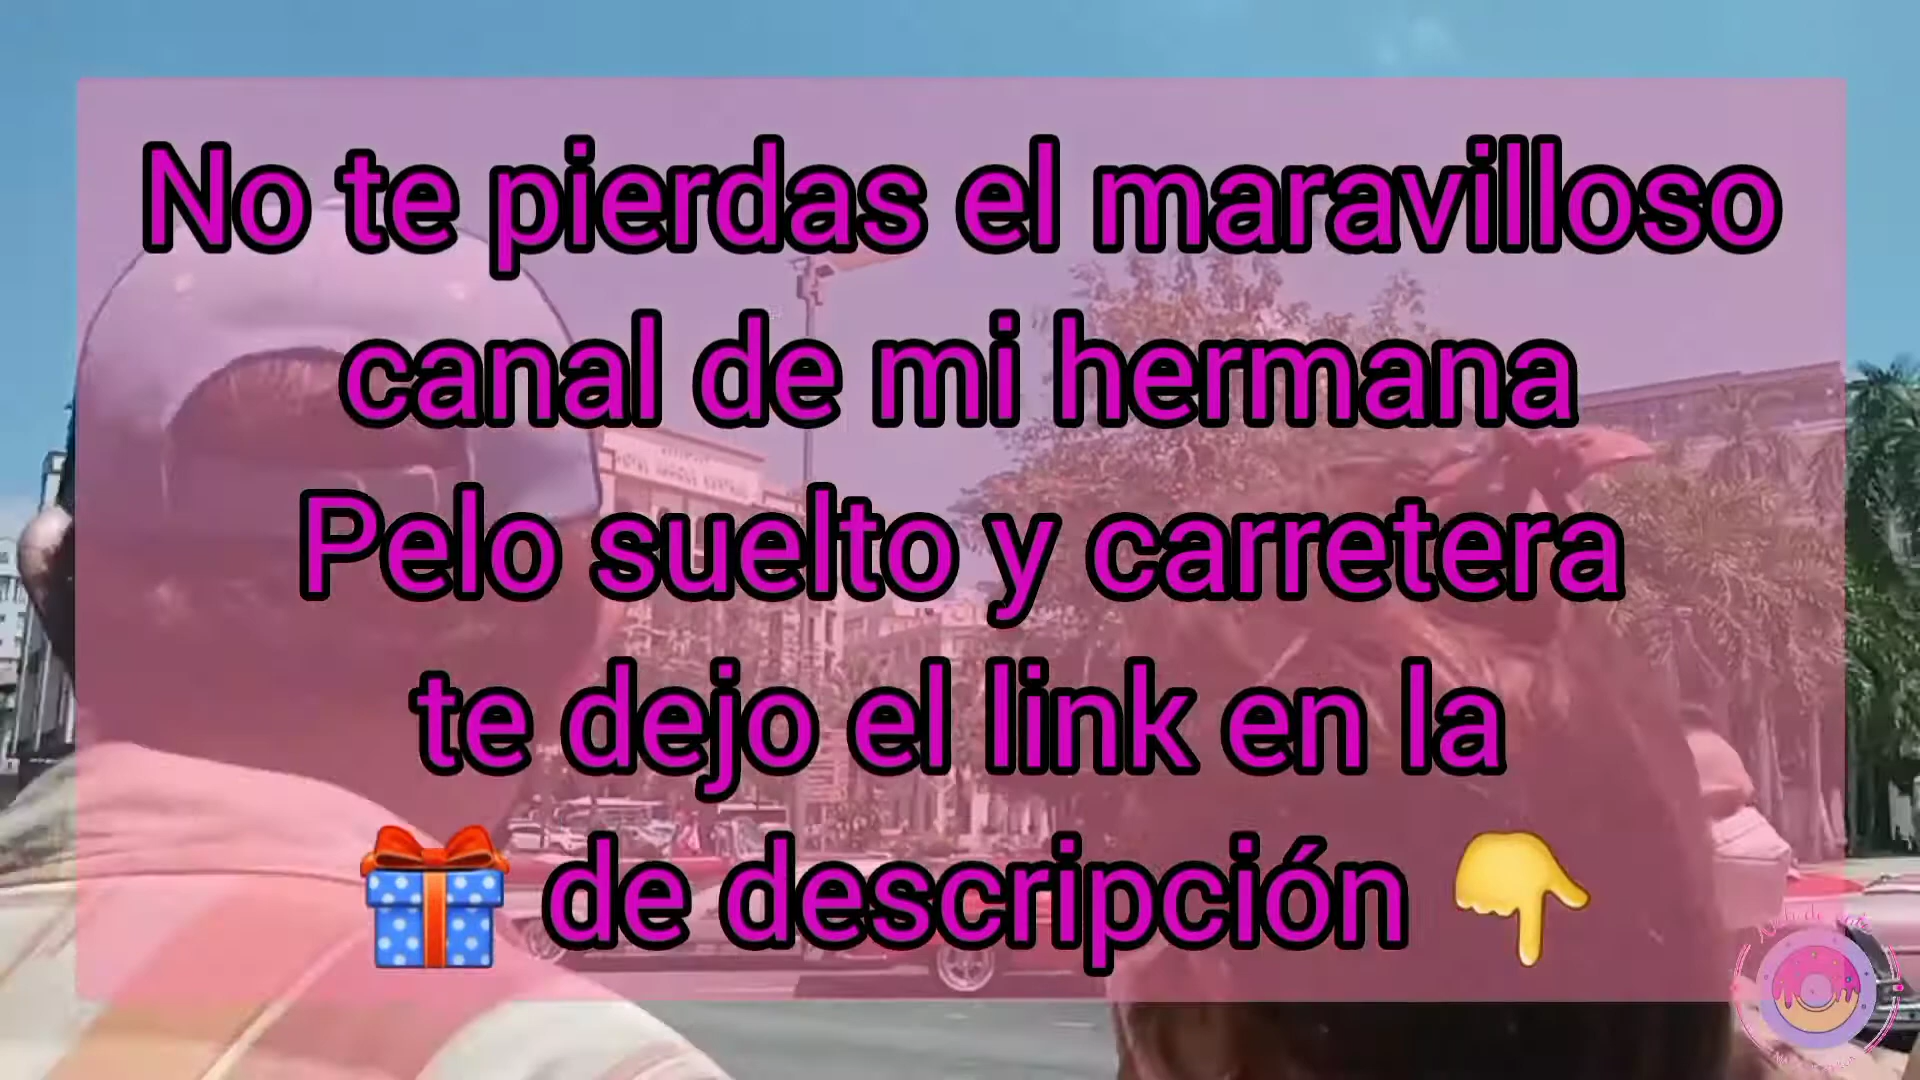 No te pierdas el maravilloso
canal de mi hermana
Pelo suelto y carretera
te dejo el link en la
🎁 de descripción 👇